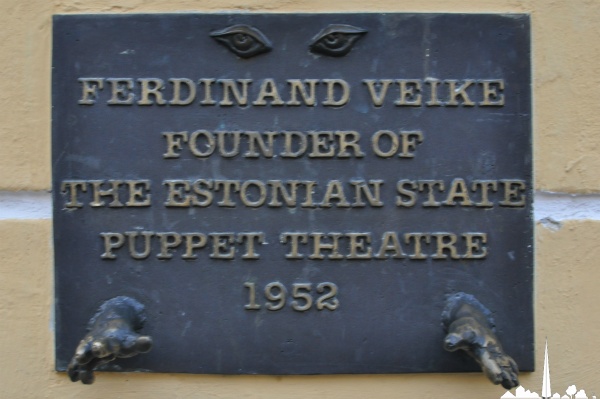 FERDINAND VEIKE
FOUNDER OF
THE ESTONIAN STATE
PUPPET THEATRE
1952